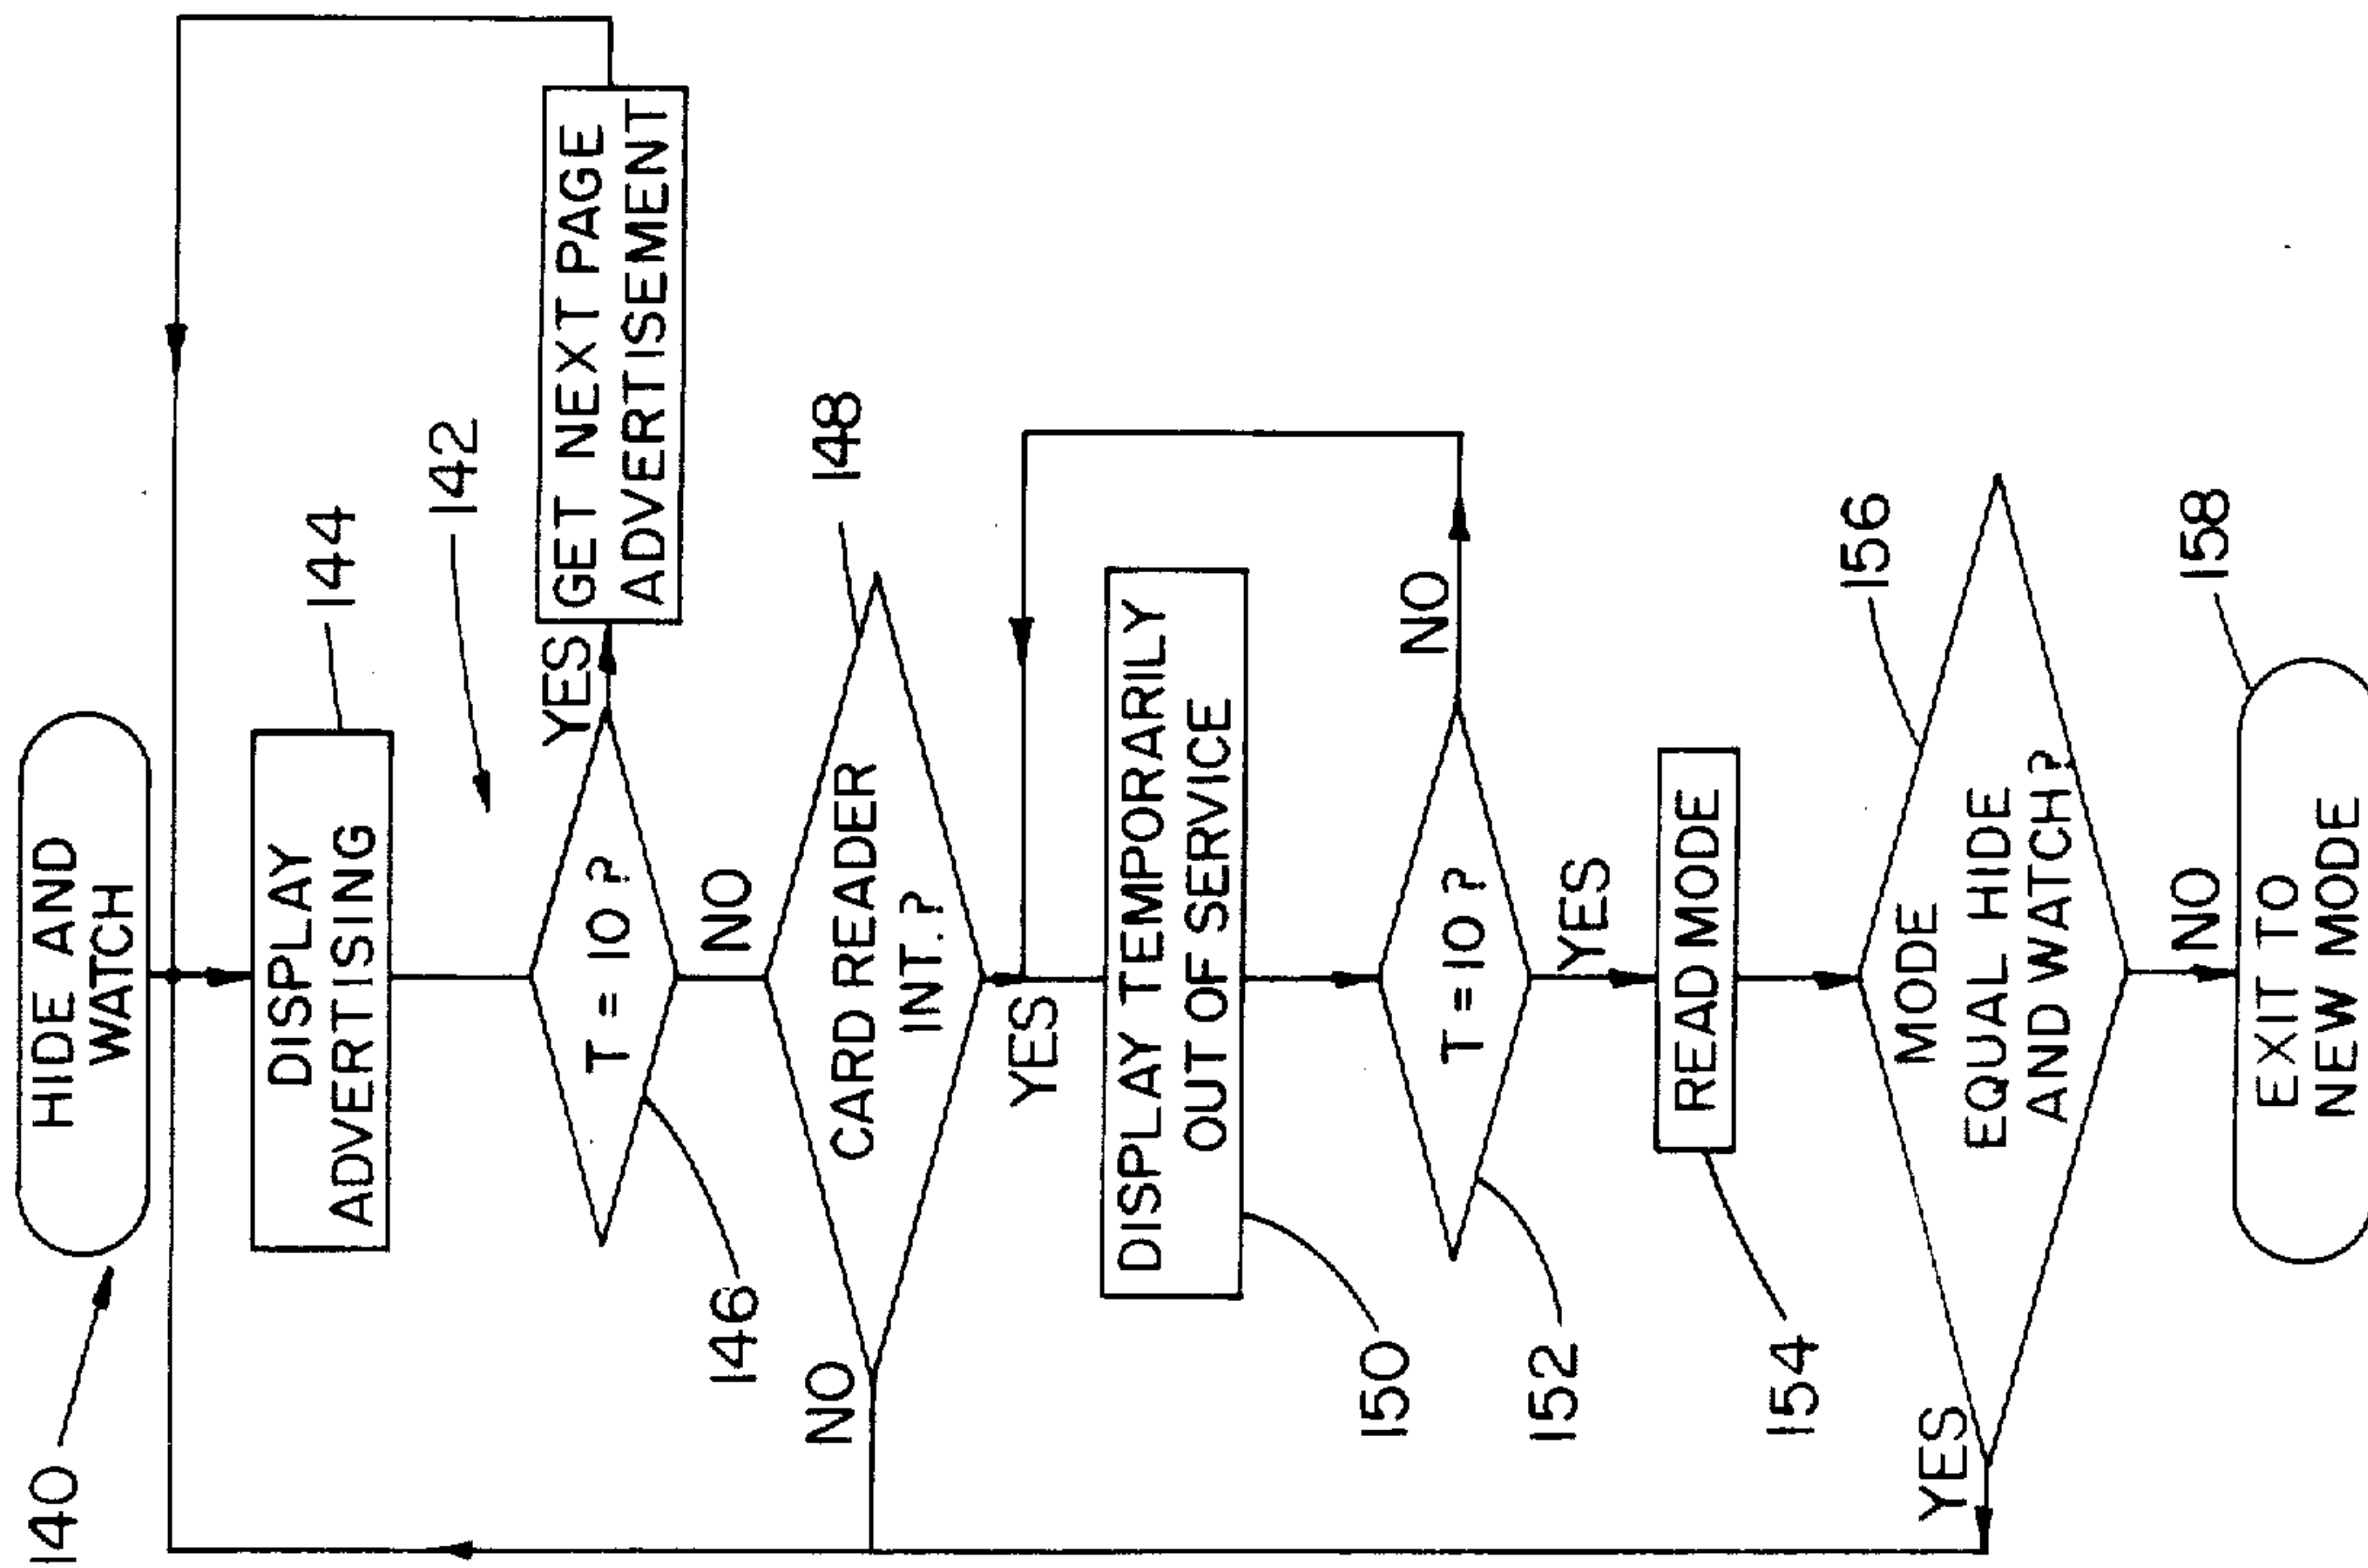 140
HIDE AND
WATCH
DISPLAY
ADVERTISING
144
142
T = 10 ?
YES
GET NEXT PAGE
ADVERTISEMENT
146
NO
CARD READER
INT.?
148
NO
YES
DISPLAY TEMPORARILY
OUT OF SERVICE
150
T = 10 ?
NO
152
YES
READ MODE
154
MODE
EQUAL HIDE
AND WATCH?
156
YES
NO
EXIT TO
NEW MODE
158